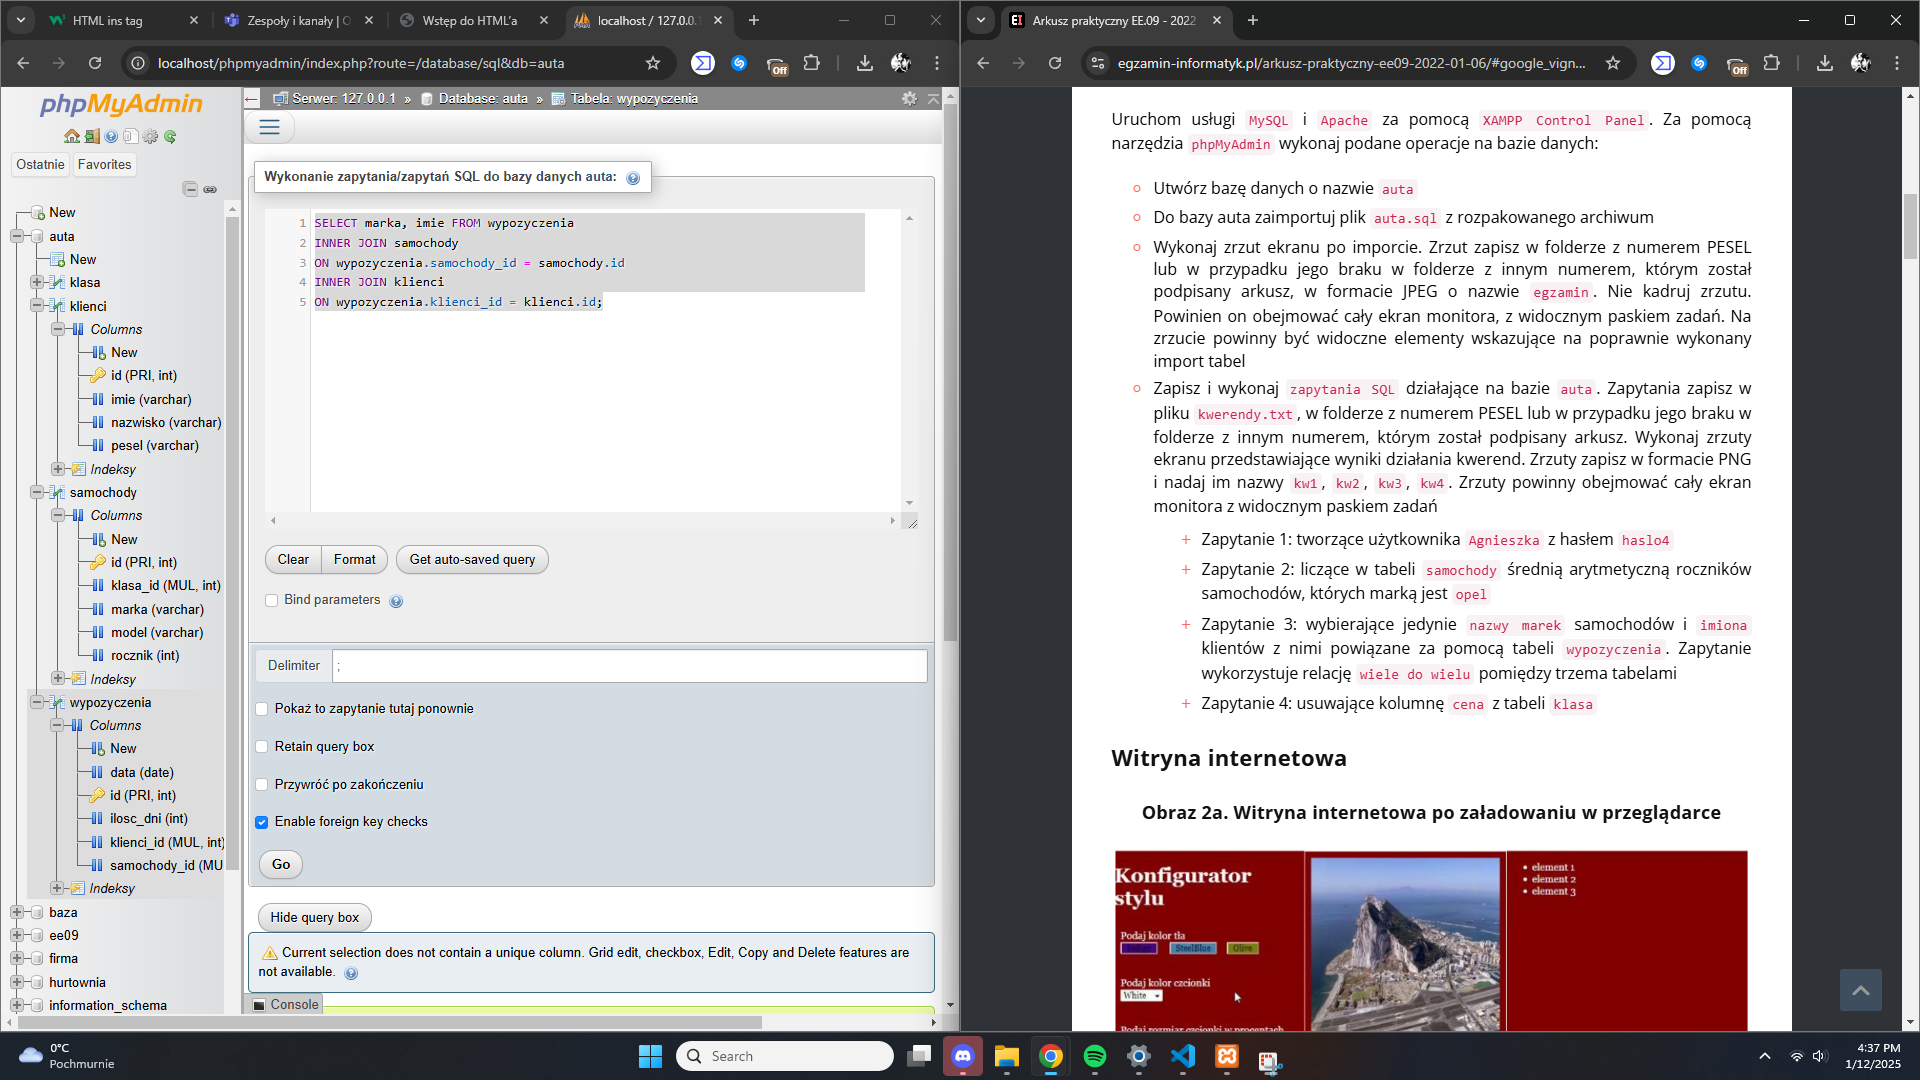 HTML ins tag
Zespoły i kanały | O
Wstęp do HTML'a
localhost / 127.0.0.1
localhost/phpmyadmin/index.php?route=/database/sql&db=auta
Off
phpMyAdmin
Ostatnie
Favorites
New
auta
New
klasa
klienci
Columns
New
id (PRI, int)
imie (varchar)
nazwisko (varchar)
pesel (varchar)
Indeksy
samochody
Columns
New
id (PRI, int)
klasa_id (MUL, int)
marka (varchar)
model (varchar)
rocznik (int)
Indeksy
wypozyczenia
Columns
New
data (date)
id (PRI, int)
ilosc_dni (int)
klienci_id (MUL, int)
samochody_id (MU
Indeksy
baza
ee09
firma
hurtownia
information_schema
Serwer: 127.0.0.1 » Database: auta » Tabela: wypozyczenia
Wykonanie zapytania/zapytań SQL do bazy danych auta:
1 SELECT marka, imie FROM wypozyczenia
2 INNER JOIN samochody
3 ON wypozyczenia.samochody_id = samochody.id
4 INNER JOIN klienci
5 ON wypozyczenia.klienci_id = klienci.id;
Clear
Format
Get auto-saved query
Bind parameters
Delimiter
;
Pokaż to zapytanie tutaj ponownie
Retain query box
Przywróć po zakończeniu
Enable foreign key checks
Go
Hide query box
Current selection does not contain a unique column. Grid edit, checkbox, Edit, Copy and Delete features are
not available.
Console
Arkusz praktyczny EE.09 - 2022
egzamin-informatyk.pl/arkusz-praktyczny-ee09-2022-01-06/#google_vign...
Off
Uruchom usługi MySQL i Apache za pomocą XAMPP Control Panel. Za pomocą
narzędzia phpMyAdmin wykonaj podane operacje na bazie danych:
Utwórz bazę danych o nazwie auta
Do bazy auta zaimportuj plik auta.sql z rozpakowanego archiwum
Wykonaj zrzut ekranu po imporcie. Zrzut zapisz w folderze z numerem PESEL
lub w przypadku jego braku w folderze z innym numerem, którym został
podpisany arkusz, w formacie JPEG o nazwie egzamin. Nie kadruj zrzutu.
Powinien on obejmować cały ekran monitora, z widocznym paskiem zadań. Na
zrzucie powinny być widoczne elementy wskazujące na poprawnie wykonany
import tabel
Zapisz i wykonaj zapytania SQL działające na bazie auta. Zapytania zapisz w
pliku kwerendy.txt, w folderze z numerem PESEL lub w przypadku jego braku w
folderze z innym numerem, którym został podpisany arkusz. Wykonaj zrzuty
ekranu przedstawiające wyniki działania kwerend. Zrzuty zapisz w formacie PNG
i nadaj im nazwy kw1, kw2, kw3, kw4. Zrzuty powinny obejmować cały ekran
monitora z widocznym paskiem zadań
+ Zapytanie 1: tworzące użytkownika Agnieszka z hasłem haslo4
+ Zapytanie 2: liczące w tabeli samochody średnią arytmetyczną roczników
samochodów, których marką jest opel
+ Zapytanie 3: wybierające jedynie nazwy marek samochodów i imiona
klientów z nimi powiązane za pomocą tabeli wypozyczenia. Zapytanie
wykorzystuje relację wiele do wielu pomiędzy trzema tabelami
+ Zapytanie 4: usuwające kolumnę cena z tabeli klasa
Witryna internetowa
Obraz 2a. Witryna internetowa po załadowaniu w przeglądarce
Konfigurator
stylu
Podaj kolor tła
Indigo
SteelBlue
Olive
Podaj kolor czcionki
White
Podaj rozmiar czcionki w procentach
element 1
element 2
element 3
0°C
Pochmurnie
Search
4:37 PM
1/12/2025